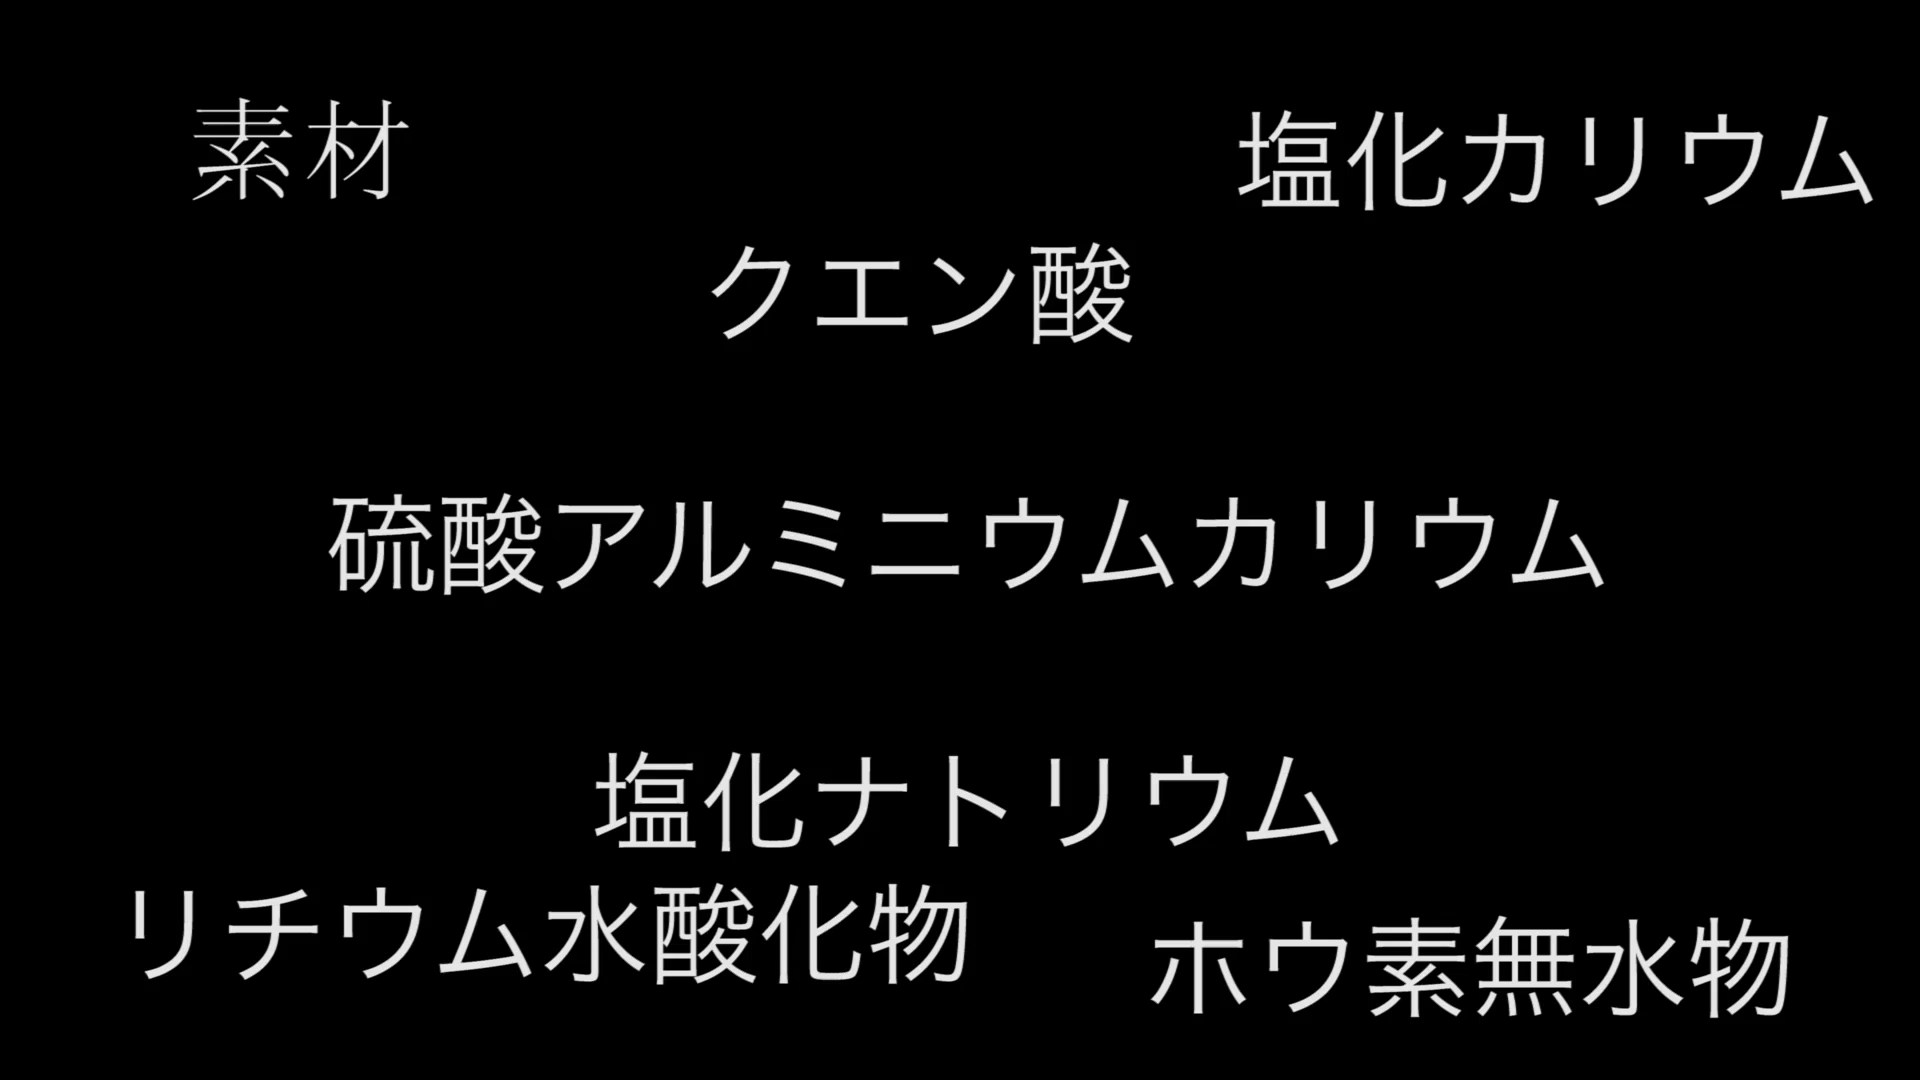 素材
塩化カリウム
クエン酸
硫酸アルミニウムカリウム
塩化ナトリウム
リチウム水酸化物
ホウ素無水物